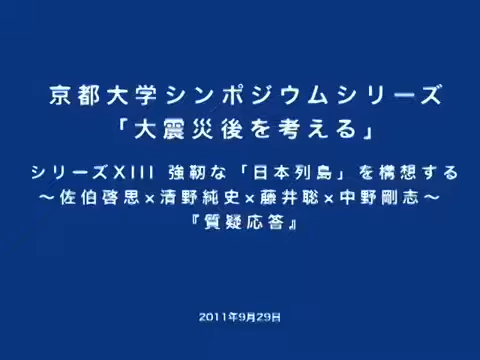 京都大学シンポジウムシリーズ
「大震災後を考える」
シリーズXIII 強靭な「日本列島」を構想する
～佐伯啓思×清野純史×藤井聡×中野剛志～
『質疑応答』
2011年9月29日